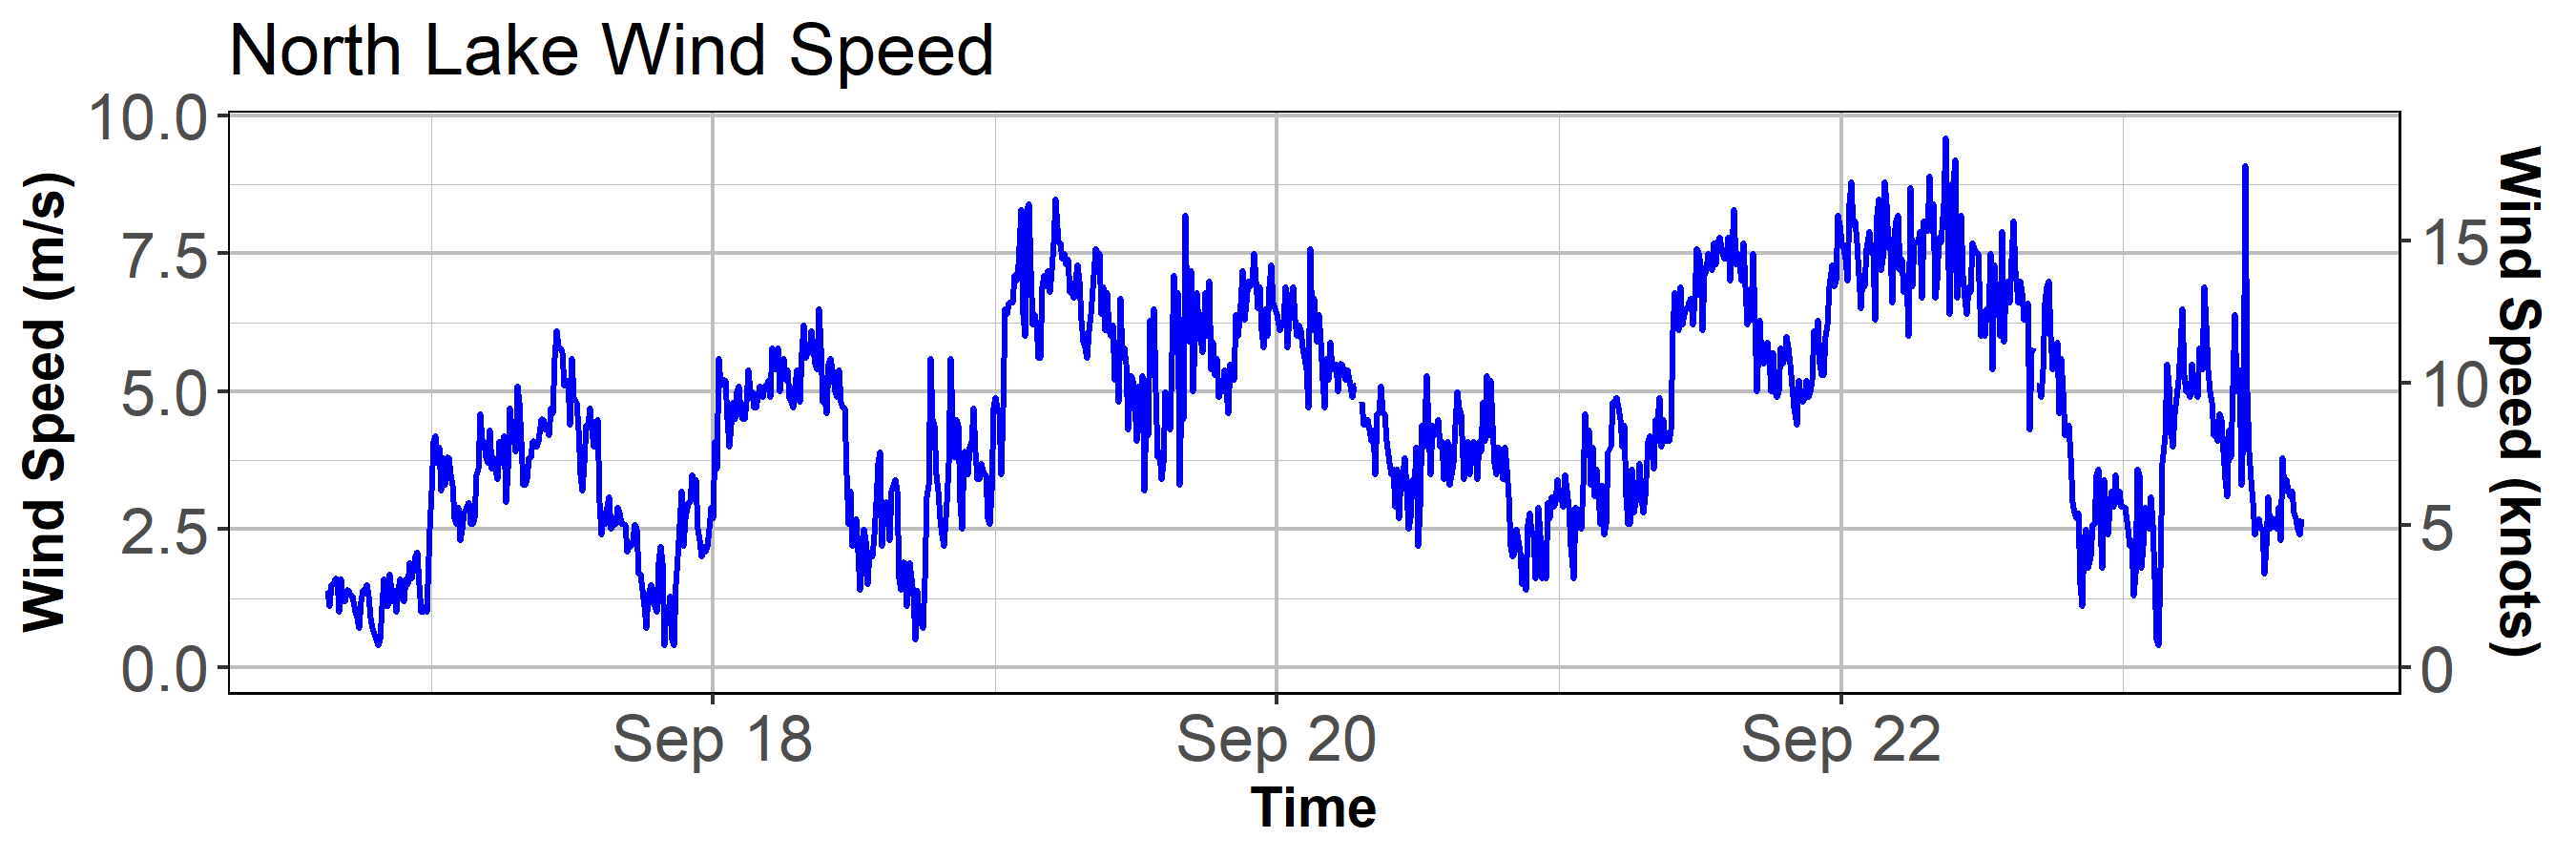 North Lake Wind Speed
Wind Speed (m/s)
10.0
7.5
5.0
2.5
0.0
Wind Speed (knots)
15
10
5
0
Sep 18
Sep 20
Sep 22
Time